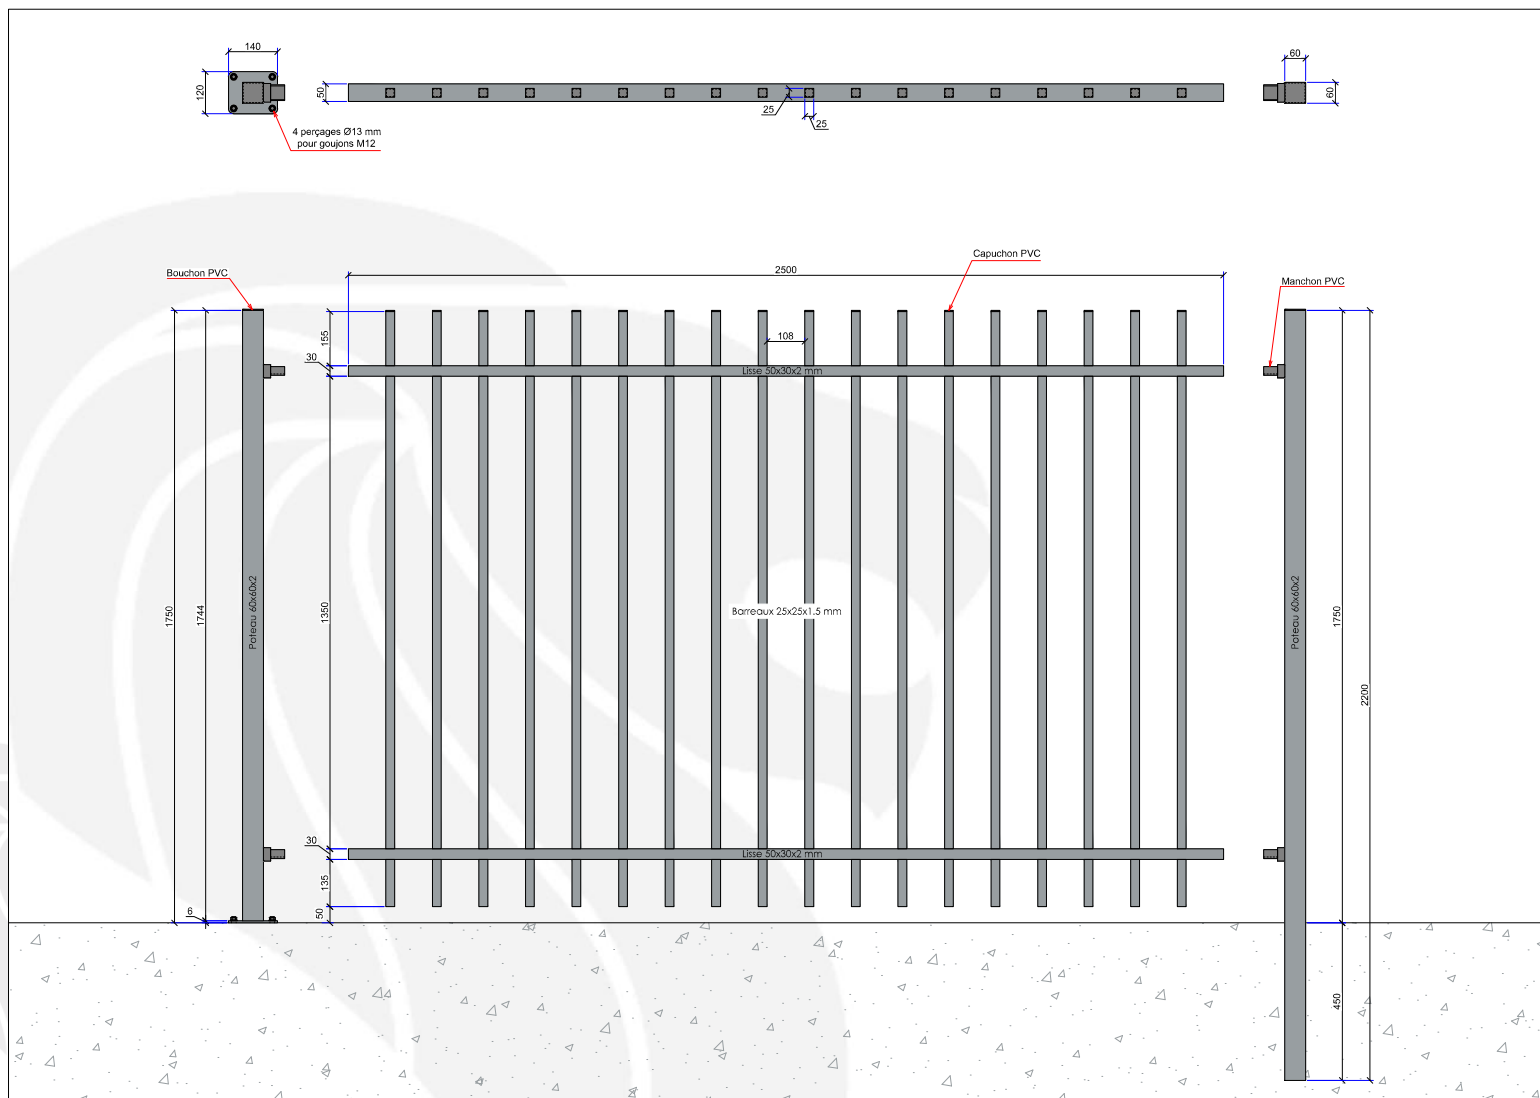 140
120
4 perçages Ø13 mm
pour goujons M12
50
25
25
60
60
Bouchon PVC
2500
Capuchon PVC
Manchon PVC
155
108
30
Lisse 50x30x2 mm
1750
1744
Poteau 60x60x2
1350
Barreaux 25x25x1.5 mm
Poteau 60x60x2
1750
2200
30
Lisse 50x30x2 mm
135
50
6
450